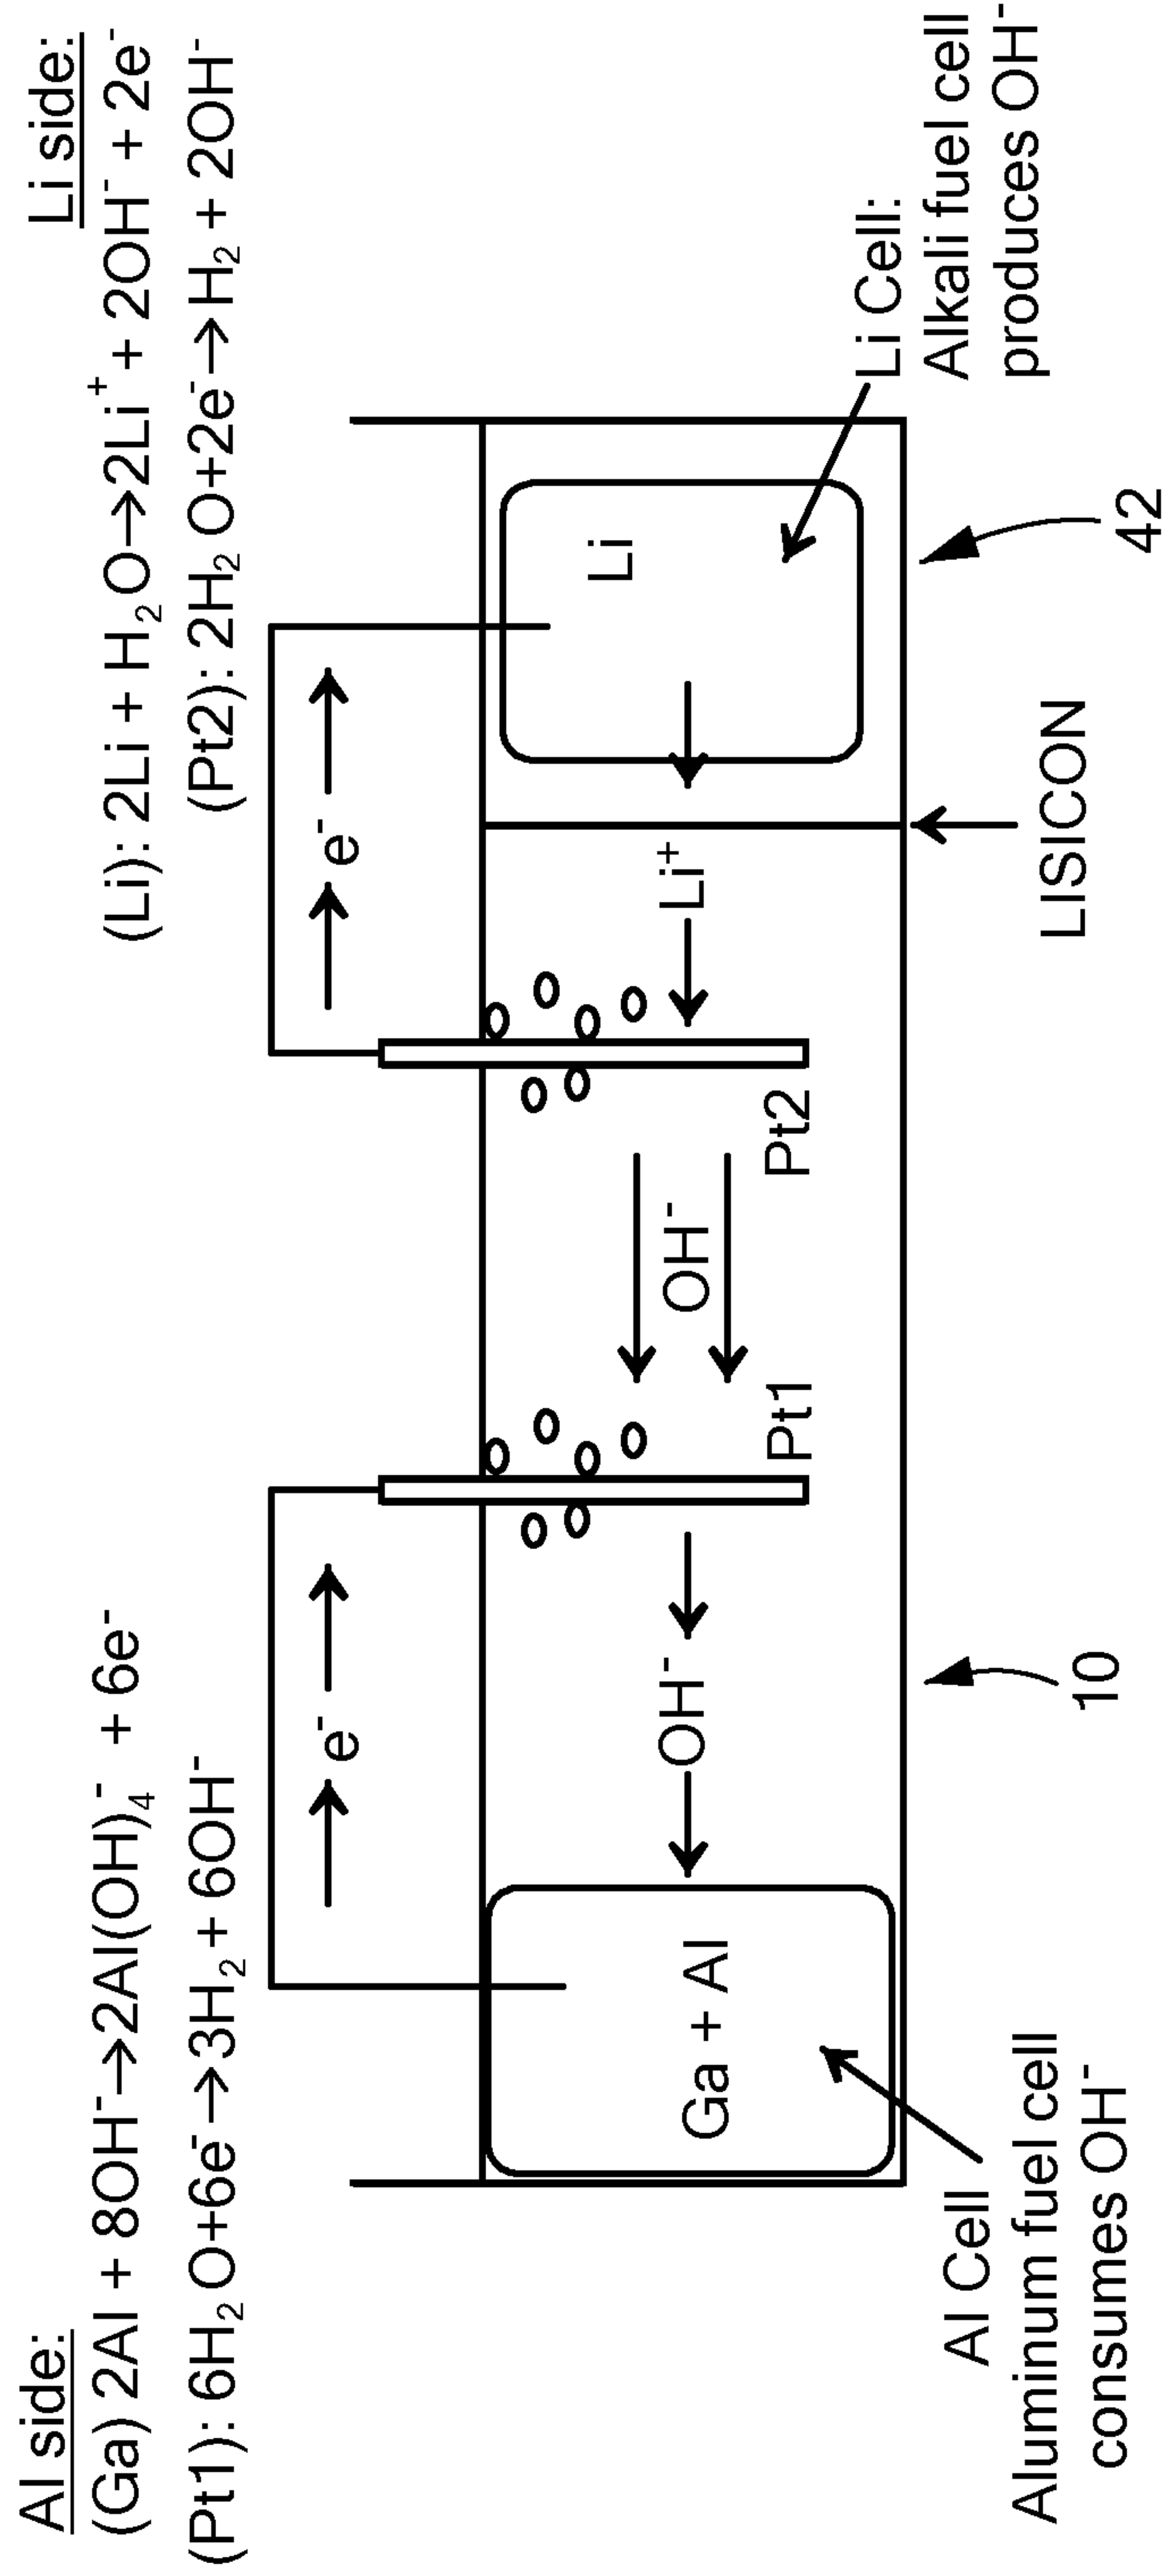 Al side:
(Ga) 2Al + 8OH⁻→2Al(OH)₄⁻ + 6e⁻
(Pt1): 6H₂ O+6e⁻→3H₂ + 6OH⁻
Li side:
(Li): 2Li + H₂O→2Li⁺ + 2OH⁻ + 2e⁻
(Pt2): 2H₂ O+2e⁻→H₂ + 2OH⁻
e⁻
e⁻
Ga + Al
OH⁻
OH⁻
Li⁺
Li
Pt1
Pt2
Al Cell
Aluminum fuel cell
consumes OH⁻
10
LISICON
42
Li Cell:
Alkali fuel cell
produces OH⁻